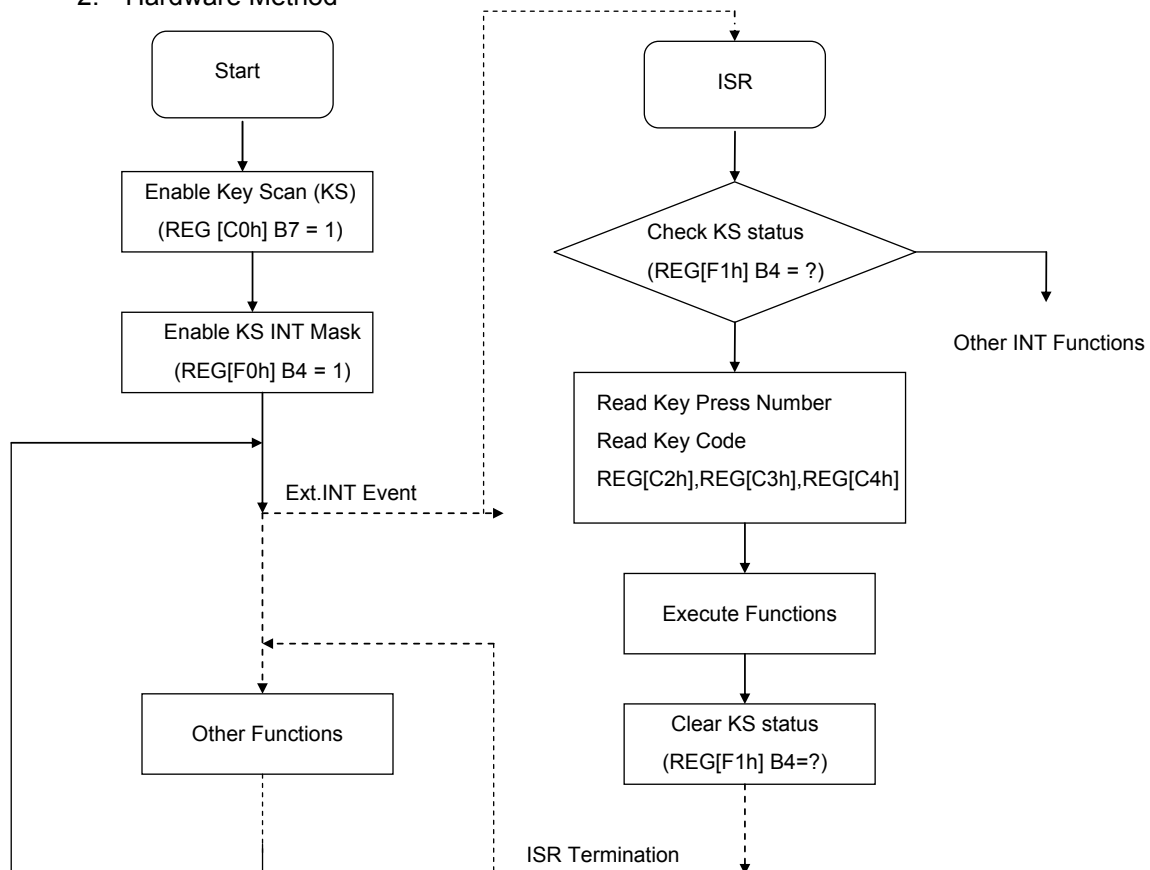 2. Hardware Method
Start
Enable Key Scan (KS)
(REG [C0h] B7 = 1)
Enable KS INT Mask
(REG[F0h] B4 = 1)
Ext.INT Event
Other Functions
ISR
Check KS status
(REG[F1h] B4 = ?)
Other INT Functions
Read Key Press Number
Read Key Code
REG[C2h],REG[C3h],REG[C4h]
Execute Functions
Clear KS status
(REG[F1h] B4=?)
ISR Termination